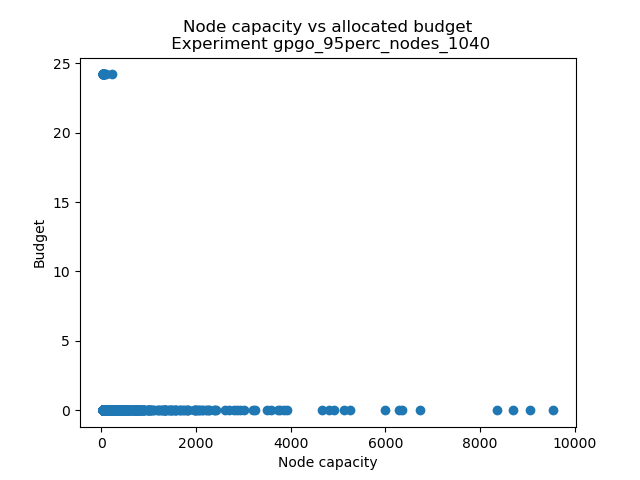 Node capacity vs allocated budget
Experiment gpgo_95perc_nodes_1040
25
20
15
10
5
0
Budget
0 2000 4000 6000 8000 10000
Node capacity